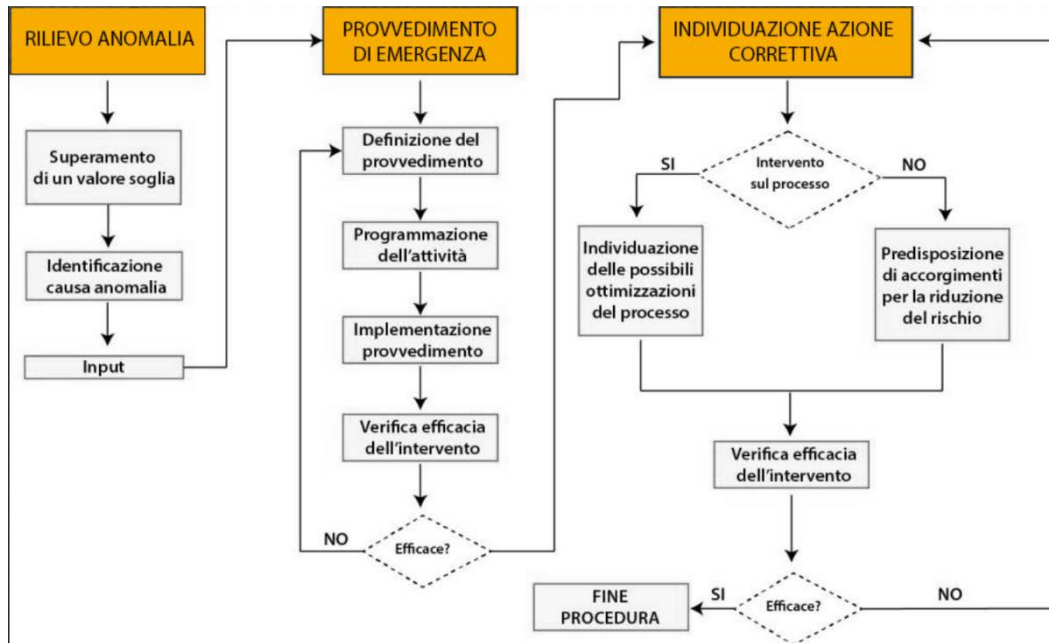 RILIEVO ANOMALIA
Superamento
di un valore soglia
Identificazione
causa anomalia
Input
PROVVEDIMENTO
DI EMERGENZA
Definizione del
provvedimento
Programmazione
dell'attività
Implementazione
provvedimento
Verifica efficacia
dell'intervento
Efficace?
NO
INDIVIDUAZIONE AZIONE
CORRETTIVA
Intervento
sul processo
SI
NO
Individuazione
delle possibili
ottimizzazioni
del processo
Predisposizione
di accorgimenti
per la riduzione
del rischio
Verifica efficacia
dell'intervento
Efficace?
SI
NO
FINE
PROCEDURA